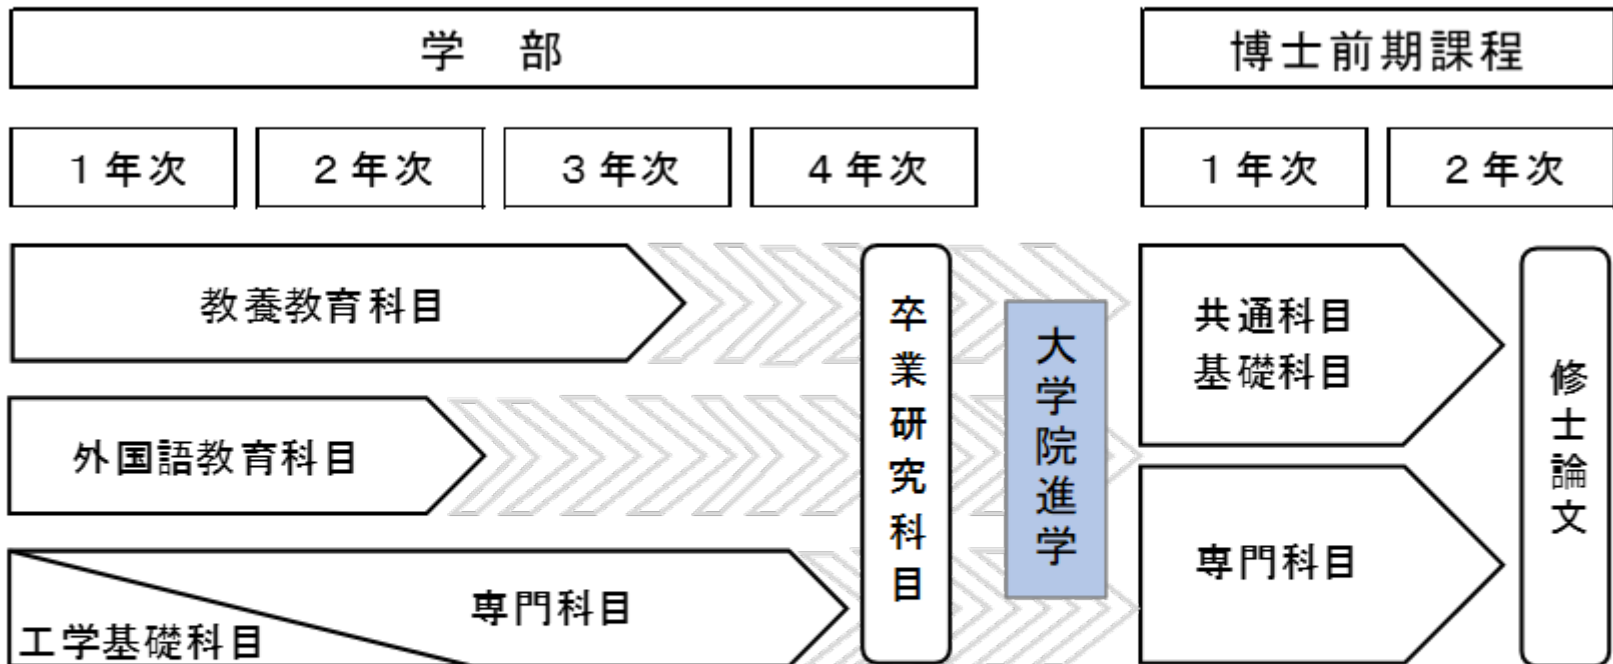 学　部
博士前期課程
1年次
2年次
3年次
4年次
1年次
2年次
教養教育科目
外国語教育科目
専門科目
工学基礎科目
卒業研究科目
大学院進学
共通科目
基礎科目
専門科目
修士論文